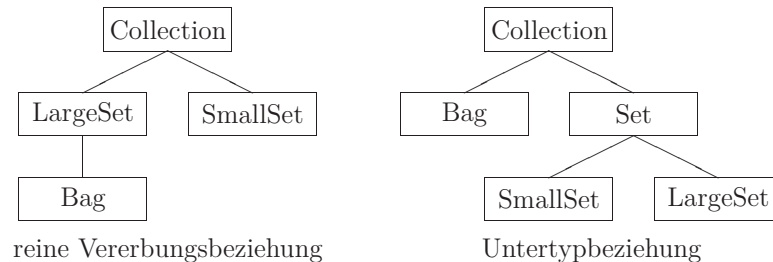 Collection Collection
LargeSet SmallSet Bag Set
Bag SmallSet LargeSet
reine Vererbungsbeziehung Untertypbeziehung